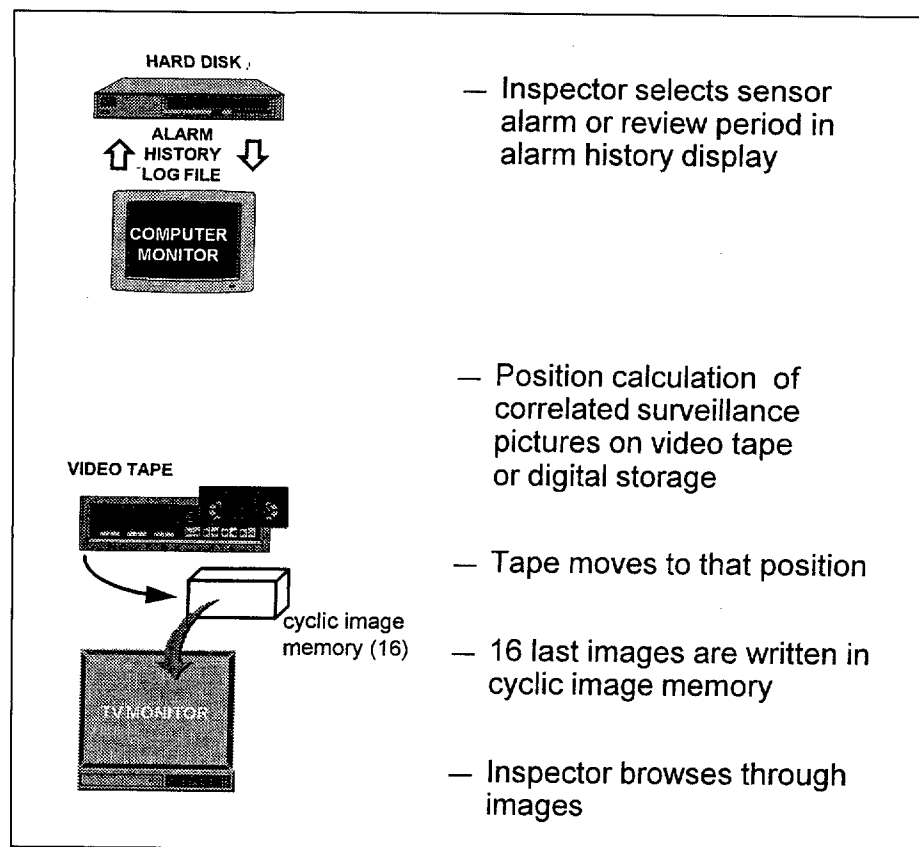 HARD DISK
ALARM
HISTORY
LOG FILE
COMPUTER
MONITOR
— Inspector selects sensor
alarm or review period in
alarm history display
— Position calculation of
correlated surveillance
pictures on video tape
or digital storage
VIDEO TAPE
— Tape moves to that position
cyclic image
memory (16)
— 16 last images are written in
cyclic image memory
TV MONITOR
— Inspector browses through
images